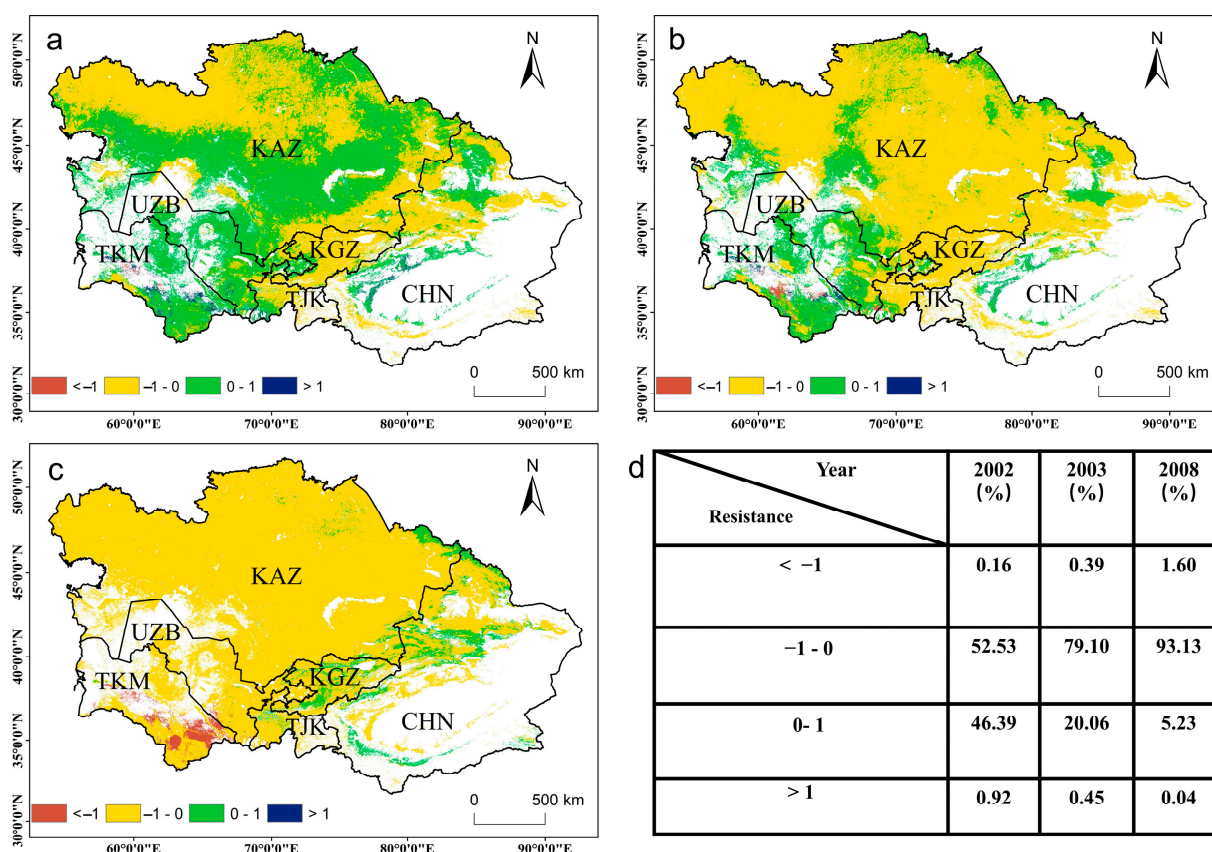 a
N
50°0'0"N
45°0'0"N
40°0'0"N
35°0'0"N
30°0'0"N
KAZ
UZB
TKM
KGZ
TJK
CHN
<–1 –1 - 0 0 - 1 > 1
0 500 km
60°0'0"E 70°0'0"E 80°0'0"E 90°0'0"E
b
N
50°0'0"N
45°0'0"N
40°0'0"N
35°0'0"N
30°0'0"N
KAZ
UZB
TKM
KGZ
TJK
CHN
<–1 –1 - 0 0 - 1 > 1
0 500 km
60°0'0"E 70°0'0"E 80°0'0"E 90°0'0"E
c
N
50°0'0"N
45°0'0"N
40°0'0"N
35°0'0"N
30°0'0"N
KAZ
UZB
TKM
KGZ
TJK
CHN
<–1 –1 - 0 0 - 1 > 1
0 500 km
60°0'0"E 70°0'0"E 80°0'0"E 90°0'0"E
d
Year 2002 2003 2008
Resistance (%) (%) (%)
< −1 0.16 0.39 1.60
−1 - 0 52.53 79.10 93.13
0- 1 46.39 20.06 5.23
> 1 0.92 0.45 0.04